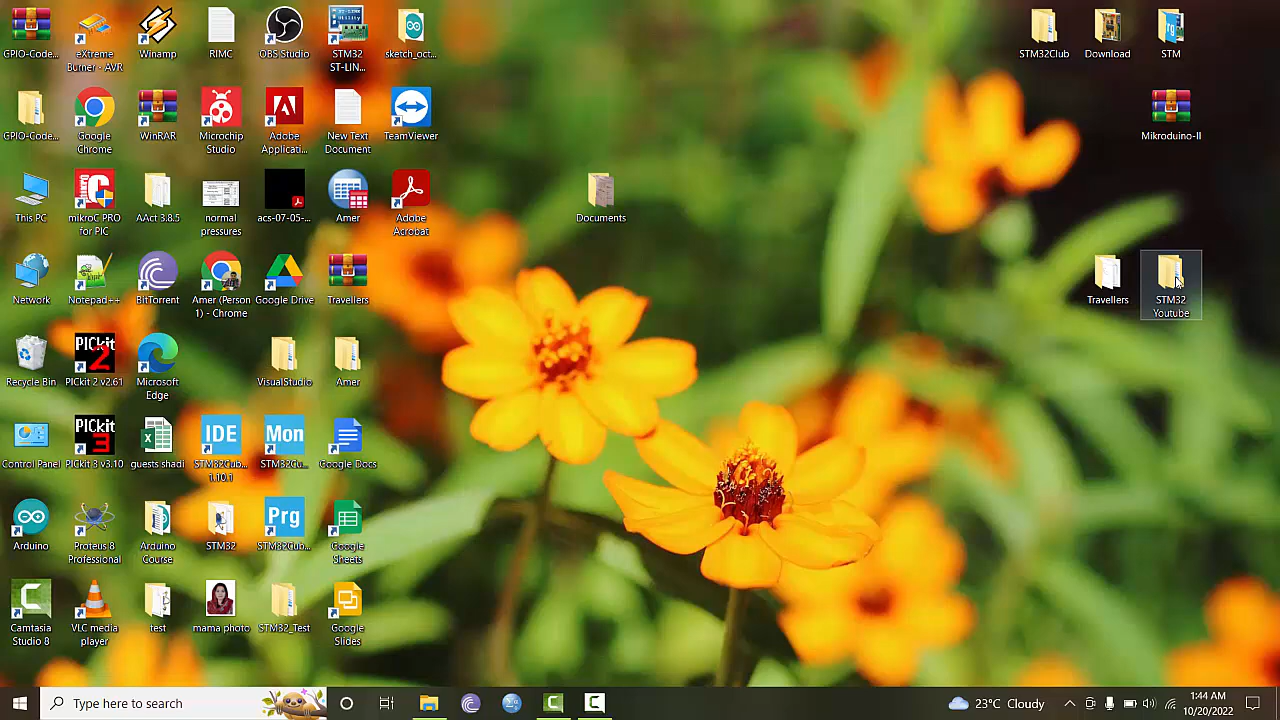 GPIO-Code...
eXtreme
Burner - AVR
Winamp
RIMC
OBS Studio
STM32
ST-LIN...
sketch_oct...
STM32Club
Download
STM
GPIO-Code...
Google
Chrome
WinRAR
Microchip
Studio
Adobe
Applicati...
New Text
Document
TeamViewer
Mikroduino-II
This PC
mikroC PRO
for PIC
AAct 3.8.5
normal
pressures
acs-07-05-...
Amer
Adobe
Acrobat
Documents
Network
Notepad++
BitTorrent
Amer (Person
1) - Chrome
Google Drive
Travellers
Travellers
STM32
Youtube
Recycle Bin
PICkit
2
PICkit 2 v2.61
Microsoft
Edge
VisualStudio
Amer
Control Panel
PICkit
3
PICkit 3 v3.10
guests shadi
IDE
STM32Cub...
1.10.1
Mon
STM32Cu...
Google Docs
Arduino
Proteus 8
Professional
Arduino
Course
STM32
Prg
STM32Cub...
Google
Sheets
Camtasia
Studio 8
VLC media
player
test
mama photo
STM32_Test
Google
Slides
Type here to search
23°C Cloudy
1:44 AM
10/20/2022